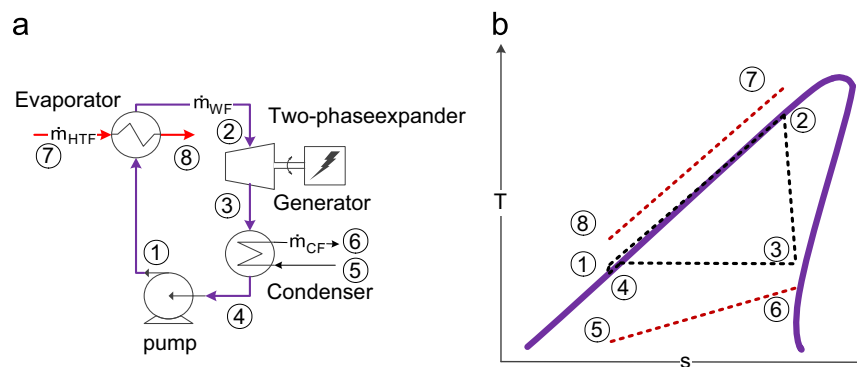 a
Evaporator
ṁWF
Two-phaseexpander
ṁHTF
②
⑦
⑧
Generator
③
①
ṁCF
⑥
⑤
Condenser
④
pump
b
T
⑦
②
⑧
①
③
④
⑥
⑤
s